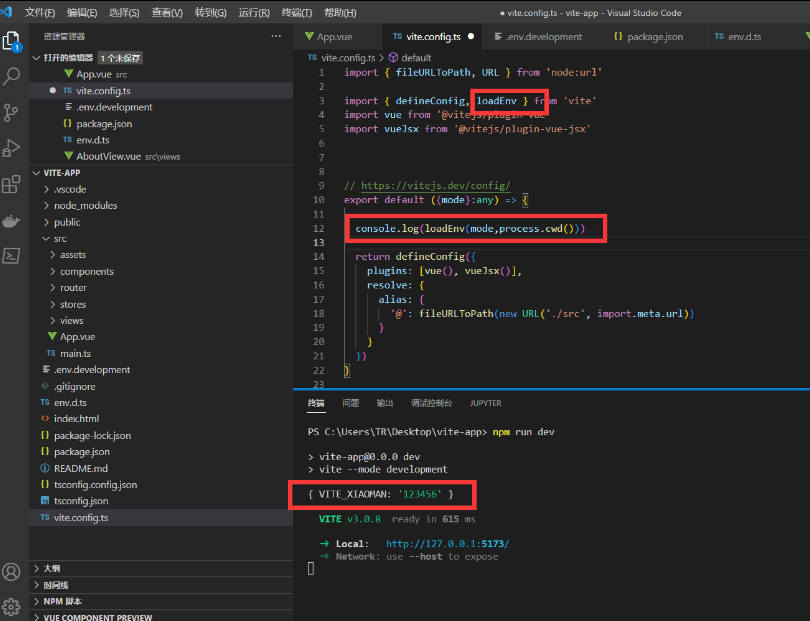 文件(F) 编辑(E) 选择(S) 查看(V) 转到(G) 运行(R) 终端(T) 帮助(H) ● vite.config.ts - vite-app - Visual Studio Code
资源管理器 ···
打开的编辑器 1 个未保存
App.vue src
● TS vite.config.ts
.env.development
{} package.json
TS env.d.ts
AboutView.vue src\views
VITE-APP
.vscode
node_modules
public
src
assets
components
router
stores
views
App.vue
TS main.ts
.env.development
.gitignore
TS env.d.ts
<> index.html
{} package-lock.json
{} package.json
README.md
{} tsconfig.config.json
tsconfig.json
TS vite.config.ts
大纲
时间线
NPM 脚本
VUE COMPONENT PREVIEW
1
App.vue TS vite.config.ts ● .env.development {} package.json TS env.d.ts
TS vite.config.ts > default
1 import { fileURLToPath, URL } from 'node:url'
2
3 import { defineConfig, loadEnv } from 'vite'
4 import vue from '@vitejs/plugin-vue'
5 import vueJsx from '@vitejs/plugin-vue-jsx'
6
7
8
9 // https://vitejs.dev/config/
10 export default ({mode}:any) => {
11
12 console.log(loadEnv(mode,process.cwd()))
13
14 return defineConfig({
15 plugins: [vue(), vueJsx()],
16 resolve: {
17 alias: {
18 '@': fileURLToPath(new URL('./src', import.meta.url))
19 }
20 }
21 })
22 }
23
终端 问题 输出 调试控制台 JUPYTER
PS C:\Users\TR\Desktop\vite-app> npm run dev
> vite-app@0.0.0 dev
> vite --mode development
{ VITE_XIAOMAN: '123456' }
VITE v3.0.8 ready in 615 ms
➜ Local: http://127.0.0.1:5173/
➜ Network: use --host to expose